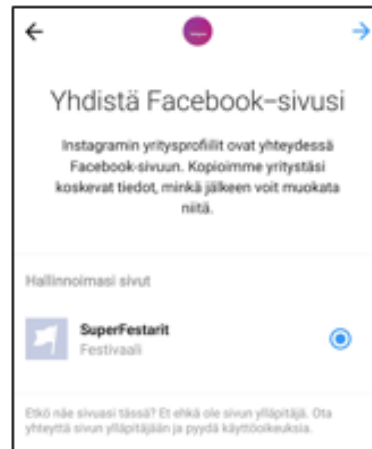 Yhdistä Facebook-sivusi
Instagramin yritysprofiilit ovat yhteydessä
Facebook-sivuun. Kopioimme yritystäsi
koskevat tiedot, minkä jälkeen voit muokata
niitä.
Hallinnoimasi sivut
SuperFestarit
Festivaali
Etkö näe sivuasi tässä? Et ehkä ole sivun ylläpitäjä. Ota
yhteyttä sivun ylläpitäjään ja pyydä käyttöoikeuksia.